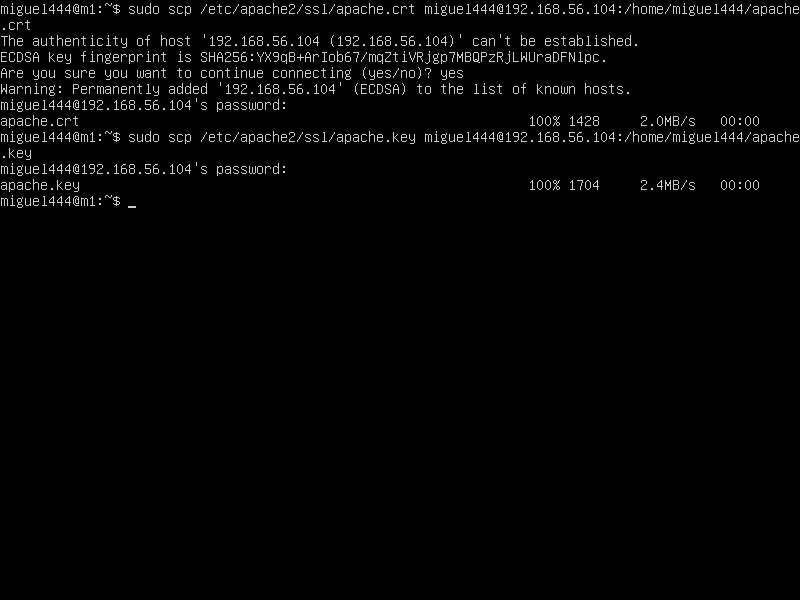 miguel444@m1:~$ sudo scp /etc/apache2/ssl/apache.crt miguel444@192.168.56.104:/home/miguel444/apache
.crt
The authenticity of host '192.168.56.104 (192.168.56.104)' can't be established.
ECDSA key fingerprint is SHA256:YX9qB+ArIob67/mqZtiVRjgp7MBQPzRjLWUraDFNlpc.
Are you sure you want to continue connecting (yes/no)? yes
Warning: Permanently added '192.168.56.104' (ECDSA) to the list of known hosts.
miguel444@192.168.56.104's password:
apache.crt 100% 1428 2.0MB/s 00:00
miguel444@m1:~$ sudo scp /etc/apache2/ssl/apache.key miguel444@192.168.56.104:/home/miguel444/apache
.key
miguel444@192.168.56.104's password:
apache.key 100% 1704 2.4MB/s 00:00
miguel444@m1:~$ _